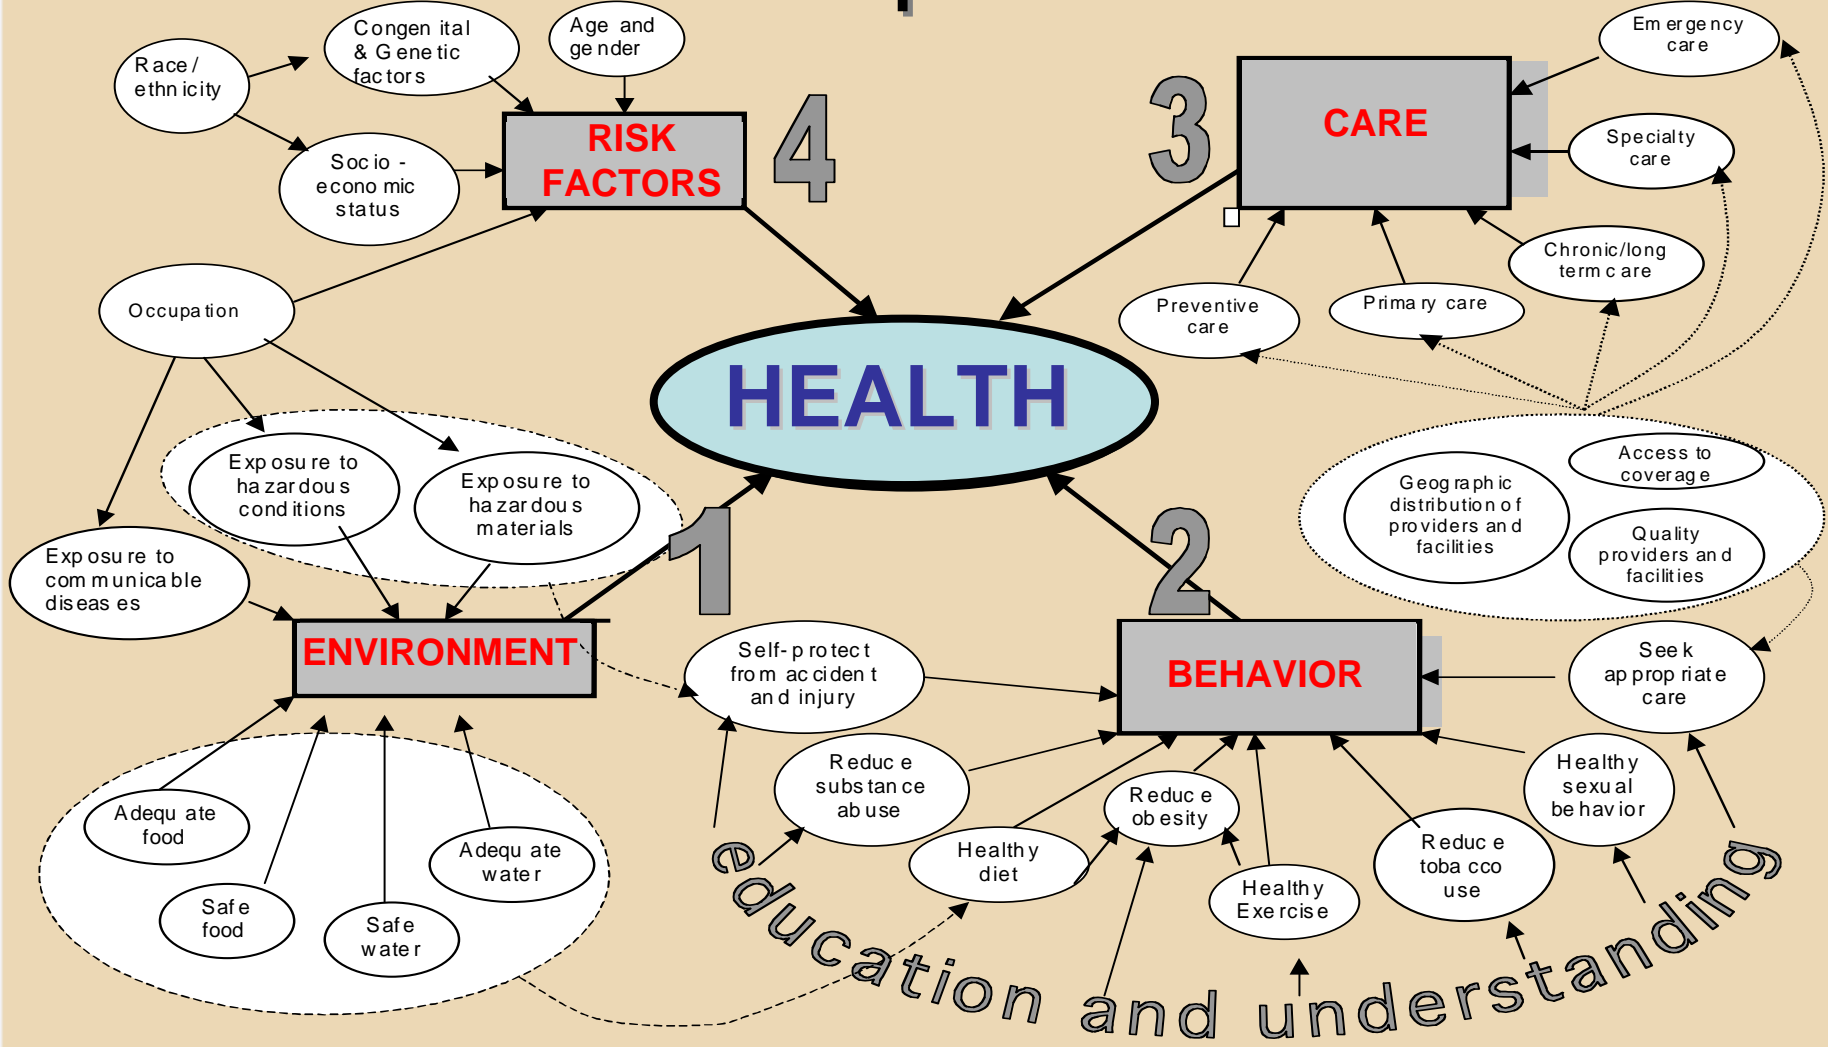 Race/
ethnicity
Congenital
& Genetic
factors
Age and
gender
Socio -
economic
status
RISK
FACTORS
4
3
CARE
Emergency
care
Specialty
care
Chronic/long
term care
Primary care
Preventive
care
Occupation
HEALTH
Exposure to
hazardous
conditions
Exposure to
hazardous
materials
Exposure to
communicable
diseases
1
2
Geographic
distribution of
providers and
facilities
Access to
coverage
Quality
providers and
facilities
ENVIRONMENT
Self-protect
from accident
and injury
BEHAVIOR
Seek
appropriate
care
Adequate
food
Safe
food
Safe
water
Adequate
water
Reduce
substance
abuse
Healthy
diet
Reduce
obesity
Healthy
Exercise
Reduce
tobacco
use
Healthy
sexual
behavior
education and understanding